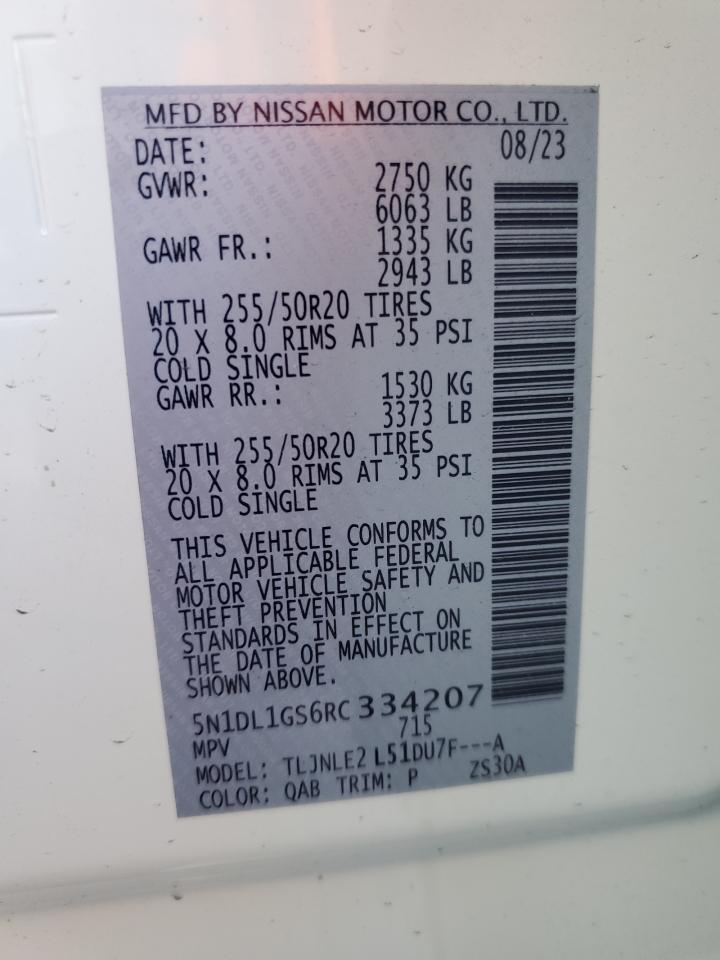 MFD BY NISSAN MOTOR CO., LTD.
DATE: 08/23
GVWR: 2750 KG
6063 LB
GAWR FR.: 1335 KG
2943 LB
WITH 255/50R20 TIRES
20 X 8.0 RIMS AT 35 PSI
COLD SINGLE
GAWR RR.: 1530 KG
3373 LB
WITH 255/50R20 TIRES
20 X 8.0 RIMS AT 35 PSI
COLD SINGLE
THIS VEHICLE CONFORMS TO
ALL APPLICABLE FEDERAL
MOTOR VEHICLE SAFETY AND
THEFT PREVENTION
STANDARDS IN EFFECT ON
THE DATE OF MANUFACTURE
SHOWN ABOVE.
5N1DL1GS6RC334207
MPV 715
MODEL: TLJNLE2 L51DU7F---A
COLOR: QAB TRIM: P ZS30A